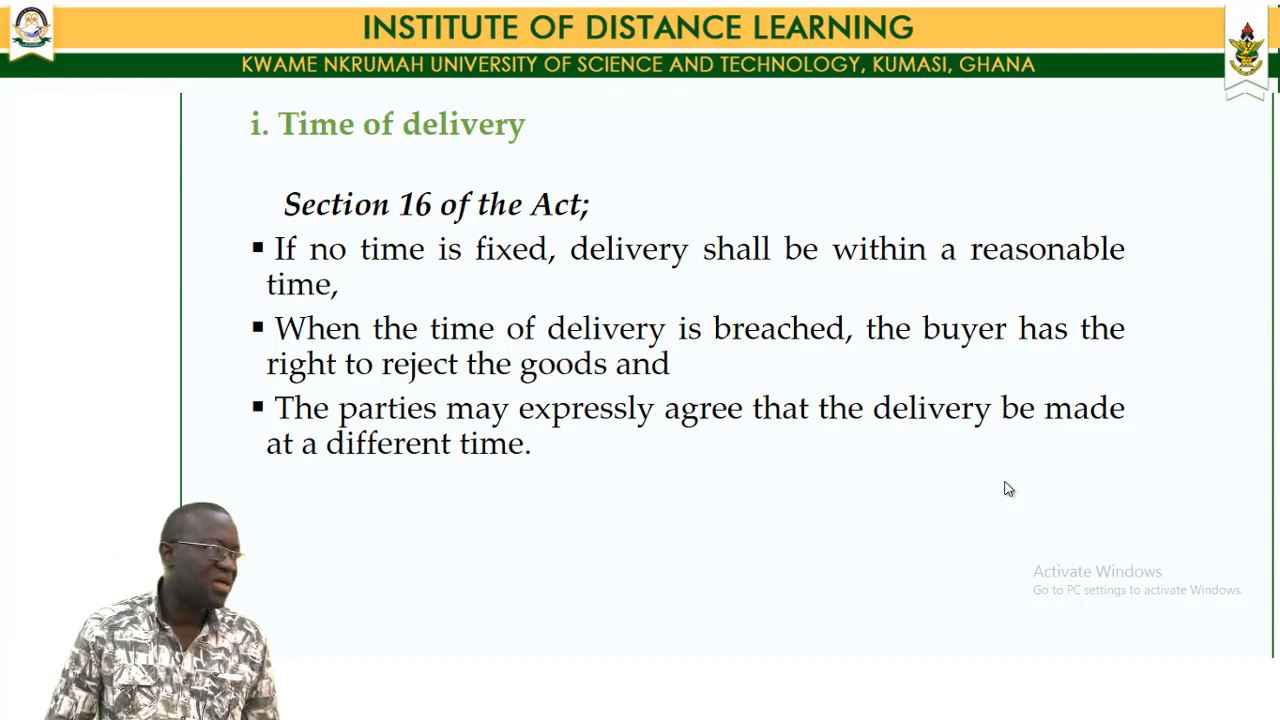 INSTITUTE OF DISTANCE LEARNING
KWAME NKRUMAH UNIVERSITY OF SCIENCE AND TECHNOLOGY, KUMASI, GHANA
i. Time of delivery
Section 16 of the Act;
▪ If no time is fixed, delivery shall be within a reasonable
time,
▪ When the time of delivery is breached, the buyer has the
right to reject the goods and
▪ The parties may expressly agree that the delivery be made
at a different time.
Activate Windows
Go to PC settings to activate Windows.